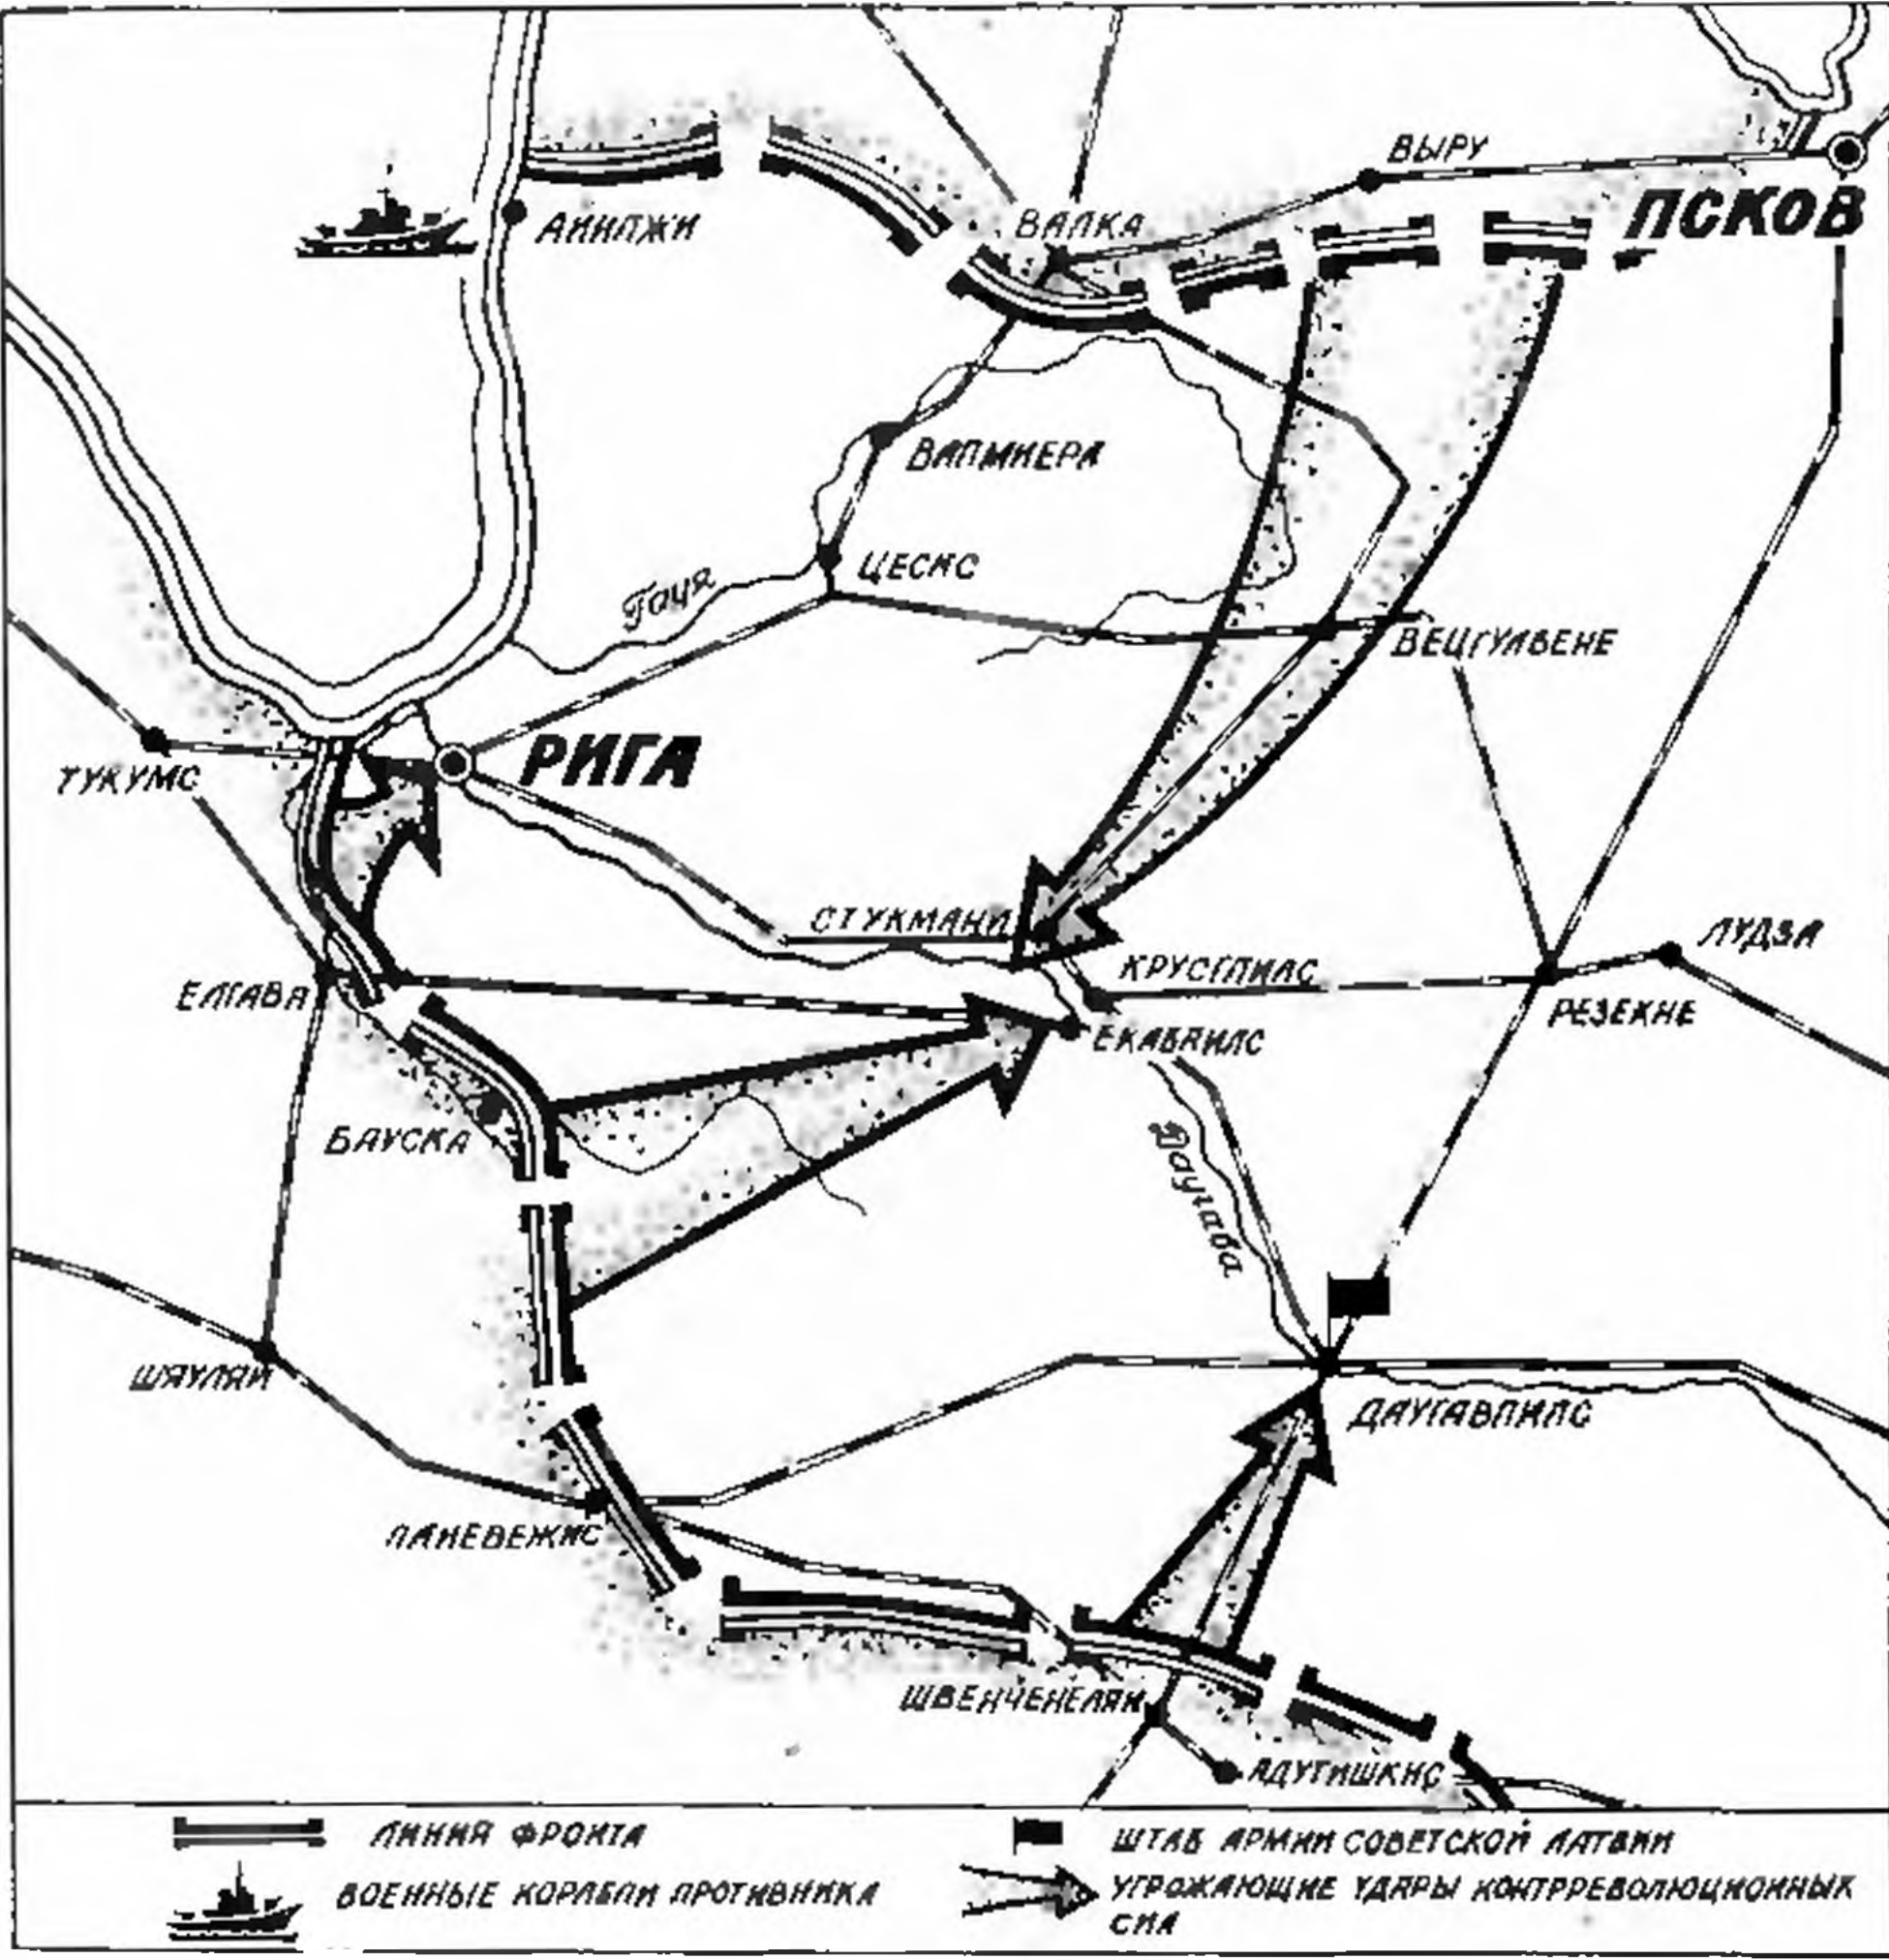 ВЫРУ
ПСКОВ
АЙНАЖИ
ВАЛКА
ВАЛМИЕРА
ЦЕСИС
Гауя
ВЕЦГУЛБЕНЕ
РИГА
ТУКУМС
СТУКМАНИ
ЛУДЗА
КРУСТПИЛС
ЕЛГАВА
РЕЗЕКНЕ
ЕКАБПИЛС
БАУСКА
Даугава
ШЯУЛЯЙ
ДАУГАВПИЛС
ПАНЕВЕЖИС
ШВЕНЧЕНЕЛЯЙ
АДУТИШКИС
ЛИНИЯ ФРОНТА
ВОЕННЫЕ КОРАБЛИ ПРОТИВНИКА
ШТАБ АРМИИ СОВЕТСКОЙ ЛАТВИИ
УГРОЖАЮЩИЕ УДАРЫ КОНТРРЕВОЛЮЦИОННЫХ
СИЛ